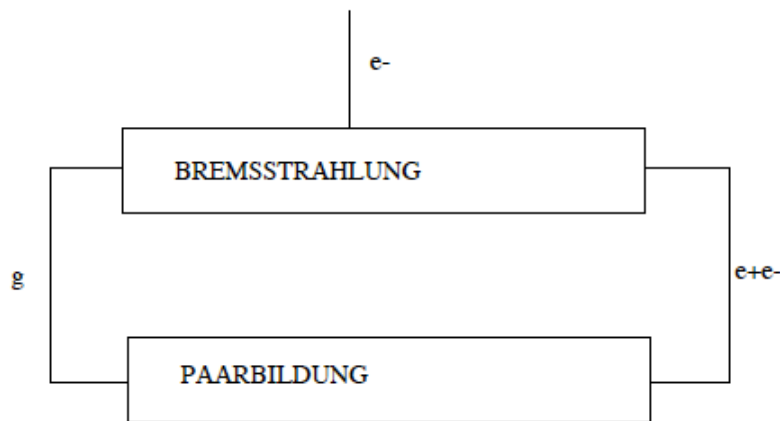 e-
BREMSSTRAHLUNG
g
e+e-
PAARBILDUNG